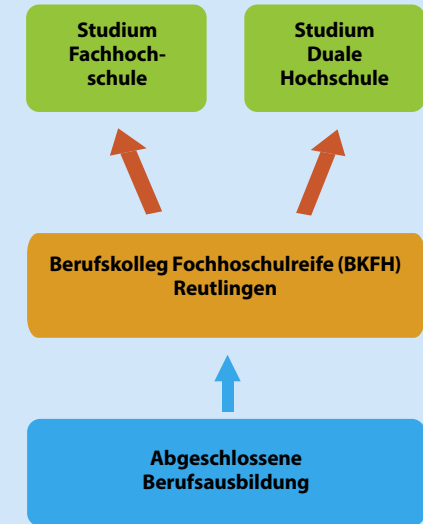 Studium
Fachhoch-
schule
Studium
Duale
Hochschule
Berufskolleg Fochhoschulreife (BKFH)
Reutlingen
Abgeschlossene
Berufsausbildung